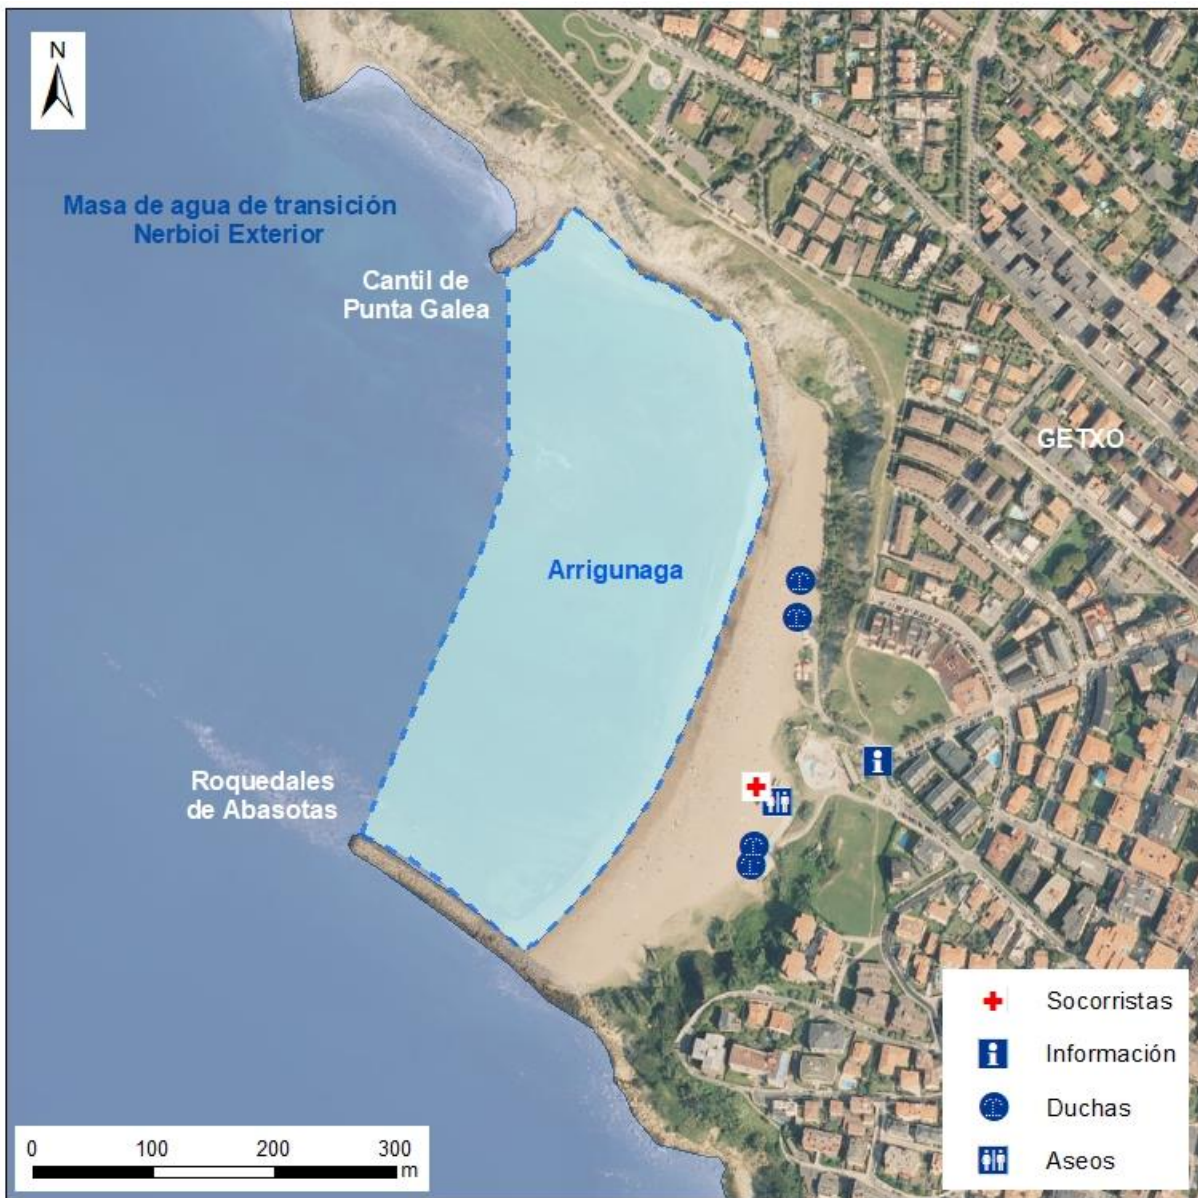 N
Masa de agua de transición
Nerbioi Exterior
Cantil de
Punta Galea
GETXO
Arrigunaga
Roquedales
de Abasotas
Socorristas
Información
Duchas
Aseos
0 100 200 300
m